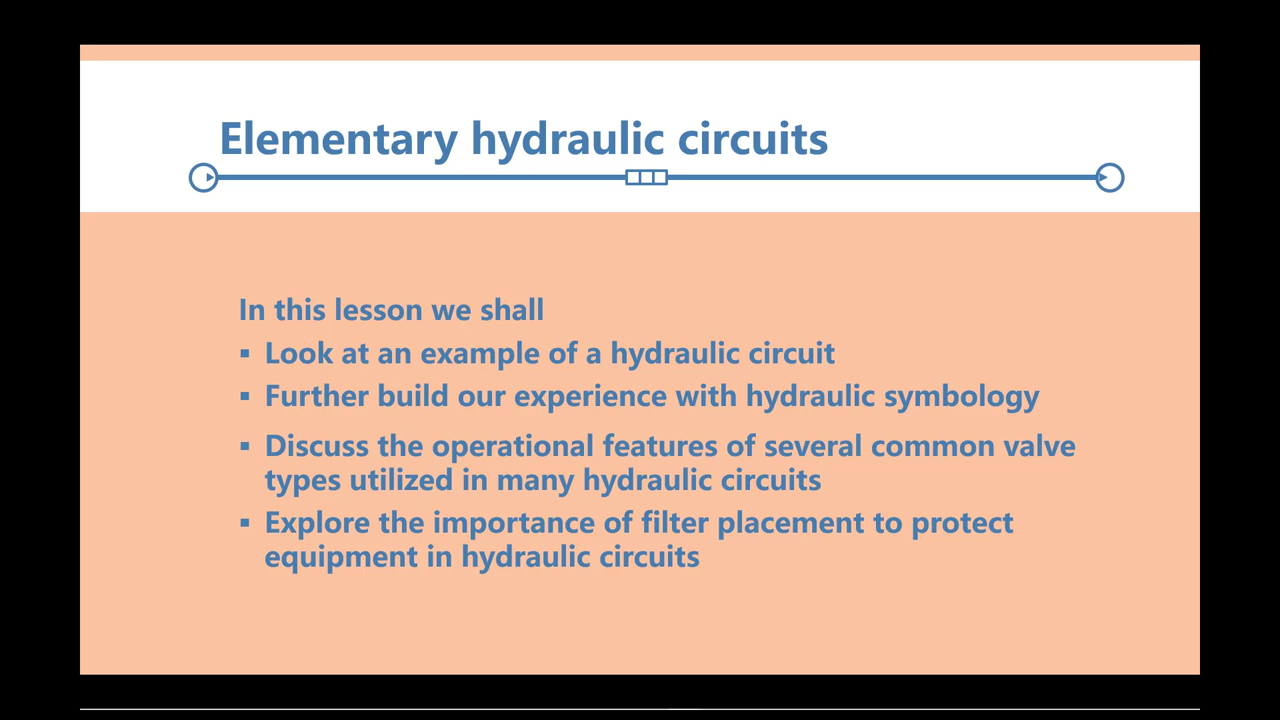 Elementary hydraulic circuits
In this lesson we shall
▪ Look at an example of a hydraulic circuit
▪ Further build our experience with hydraulic symbology
▪ Discuss the operational features of several common valve
types utilized in many hydraulic circuits
▪ Explore the importance of filter placement to protect
equipment in hydraulic circuits